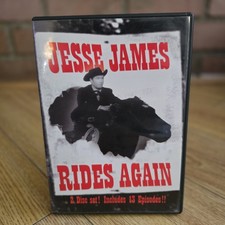 JESSE JAMES
RIDES AGAIN
2 Disc set! Includes 13 Episodes!!